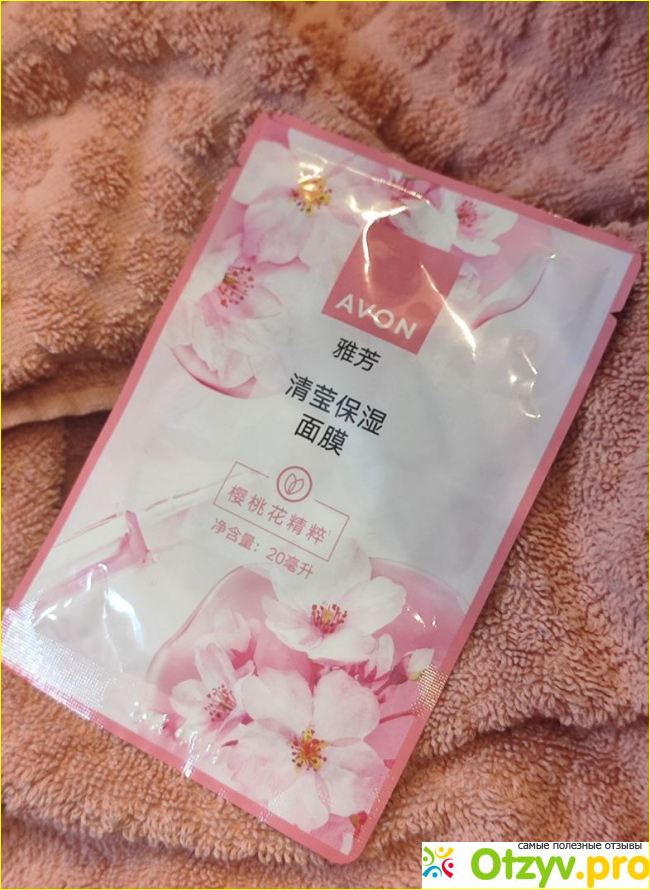 AVON
雅芳
清莹保湿
面膜
樱桃花精粹¹
净含量：20毫升
самые полезные отзывы
Otzyv.pro